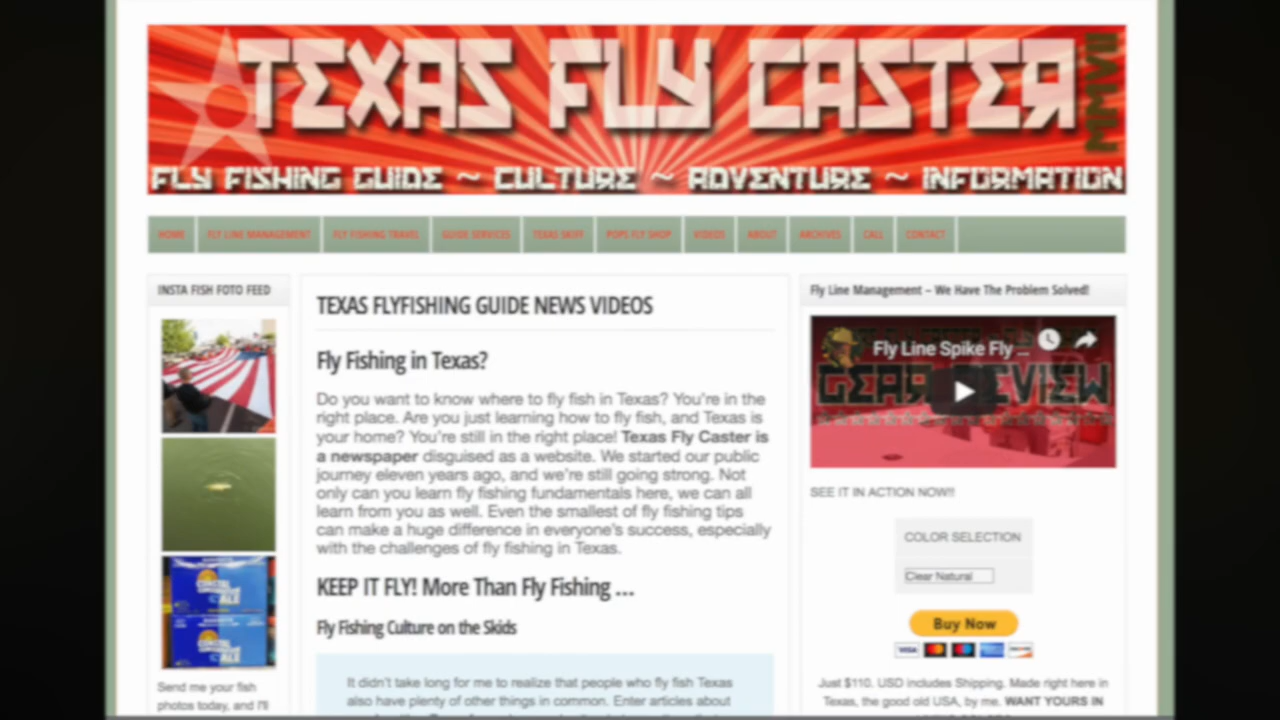 TEXAS FLY CASTER
MMVII
FLY FISHING GUIDE ~ CULTURE ~ ADVENTURE ~ INFORMATION
HOME FLY LINE MANAGEMENT FLY FISHING TRAVEL GUIDE SERVICES TEXAS SKIFF POPS FLY SHOP VIDEOS ABOUT ARCHIVES CALL CONTACT
INSTA FISH FOTO FEED
ALE
ALE
Send me your fish
photos today, and I'll
TEXAS FLYFISHING GUIDE NEWS VIDEOS
Fly Fishing in Texas?
Do you want to know where to fly fish in Texas? You're in the
right place. Are you just learning how to fly fish, and Texas is
your home? You're still in the right place! Texas Fly Caster is
a newspaper disguised as a website. We started our public
journey eleven years ago, and we're still going strong. Not
only can you learn fly fishing fundamentals here, we can all
learn from you as well. Even the smallest of fly fishing tips
can make a huge difference in everyone's success, especially
with the challenges of fly fishing in Texas.
KEEP IT FLY! More Than Fly Fishing ...
Fly Fishing Culture on the Skids
It didn't take long for me to realize that people who fly fish Texas
also have plenty of other things in common. Enter articles about
Fly Line Management – We Have The Problem Solved!
Fly Line Spike Fly ...
GEAR REVIEW
SEE IT IN ACTION NOW!!
COLOR SELECTION
Clear Natural
Buy Now
VISA
Just $110. USD includes Shipping. Made right here in
Texas, the good old USA, by me. WANT YOURS IN